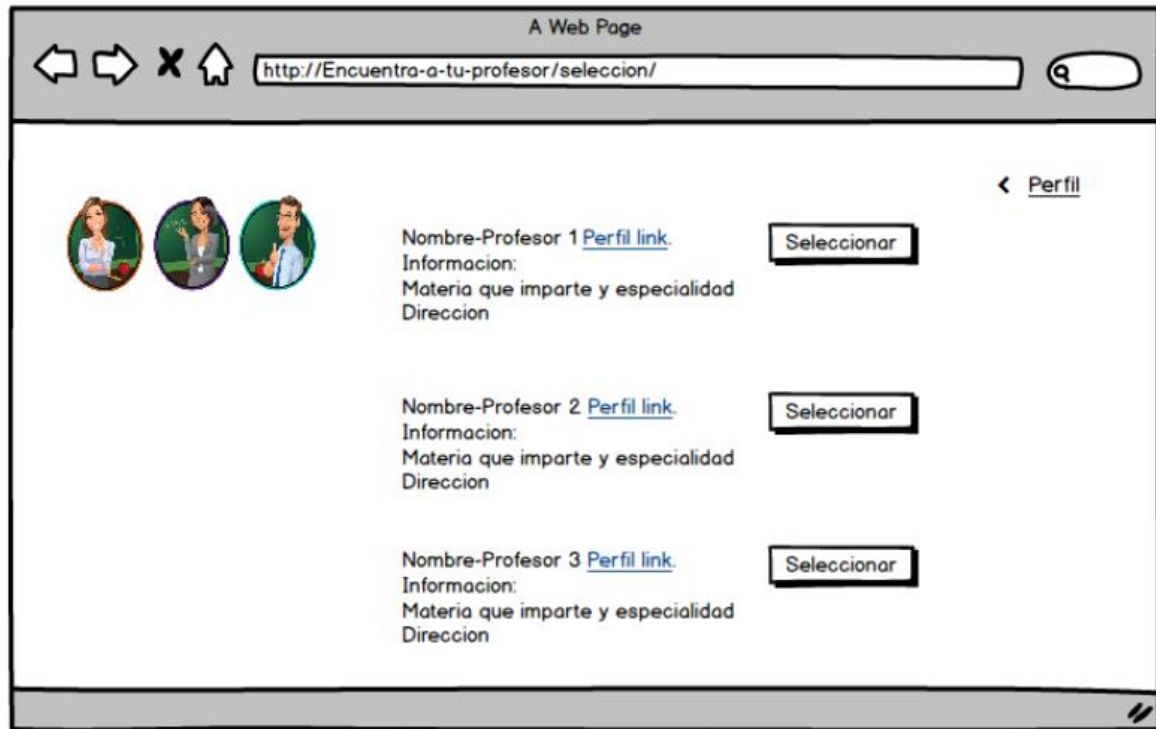 A Web Page
http://Encuentra-a-tu-profesor/seleccion/
Perfil
Nombre-Profesor 1 Perfil link.
Seleccionar
Informacion:
Materia que imparte y especialidad
Direccion
Nombre-Profesor 2 Perfil link.
Seleccionar
Informacion:
Materia que imparte y especialidad
Direccion
Nombre-Profesor 3 Perfil link.
Seleccionar
Informacion:
Materia que imparte y especialidad
Direccion